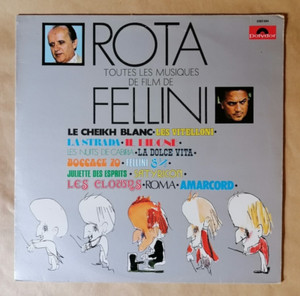 ROTA
Polydor
TOUTES LES MUSIQUES
DE FILM DE
FELLINI
LE CHEIKH BLANC·LES VITELLONI·
LA STRADA·IL BIDONE·
LES NUITS DE CABIRIA·LA DOLCE VITA·
BOCCACE 70·FELLINI 8½·
JULIETTE DES ESPRITS·SATYRICON·
LES CLOWNS·ROMA·AMARCORD·